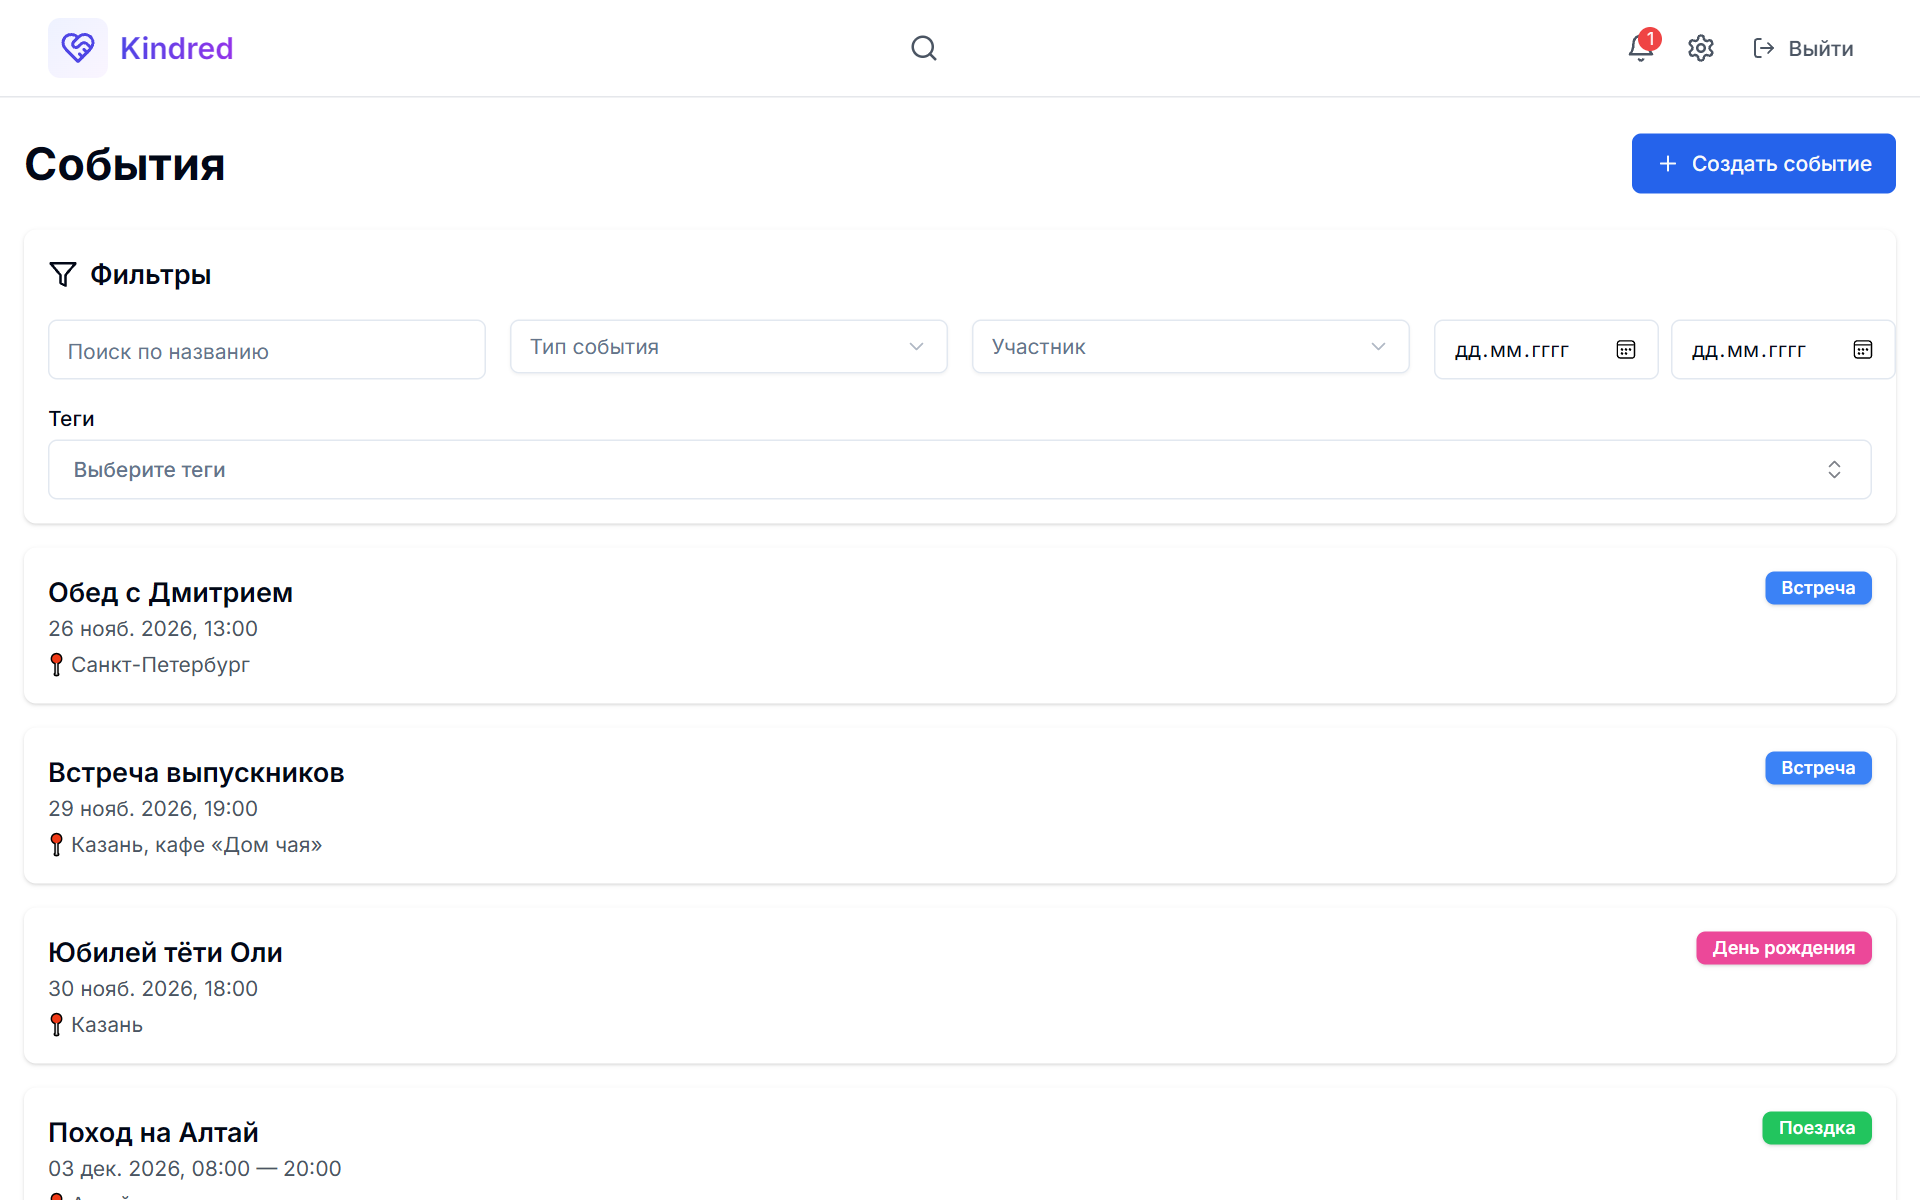 Kindred
1
Выйти
События
Создать событие
Фильтры
Поиск по названию
Тип события
Участник
дд.мм.гггг
дд.мм.гггг
Теги
Выберите теги
Обед с Дмитрием
Встреча
26 нояб. 2026, 13:00
Санкт-Петербург
Встреча выпускников
Встреча
29 нояб. 2026, 19:00
Казань, кафе «Дом чая»
Юбилей тёти Оли
День рождения
30 нояб. 2026, 18:00
Казань
Поход на Алтай
Поездка
03 дек. 2026, 08:00 — 20:00